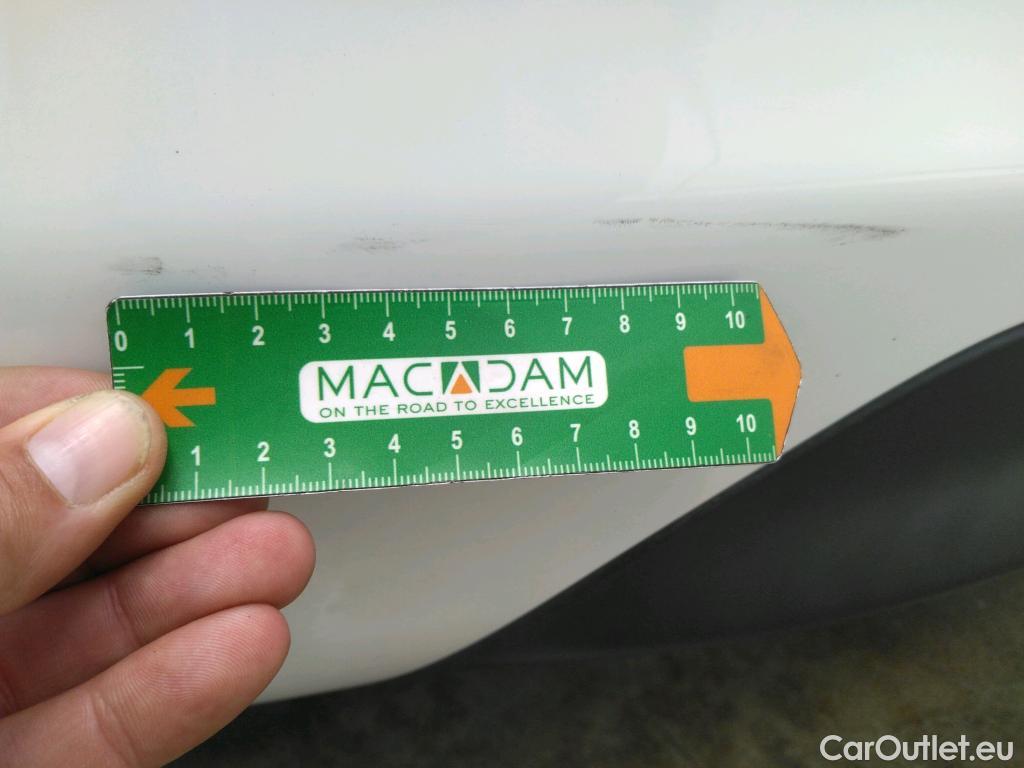 0 1 2 3 4 5 6 7 8 9 10
MACADAM
ON THE ROAD TO EXCELLENCE
1 2 3 4 5 6 7 8 9 10
CarOutlet.eu